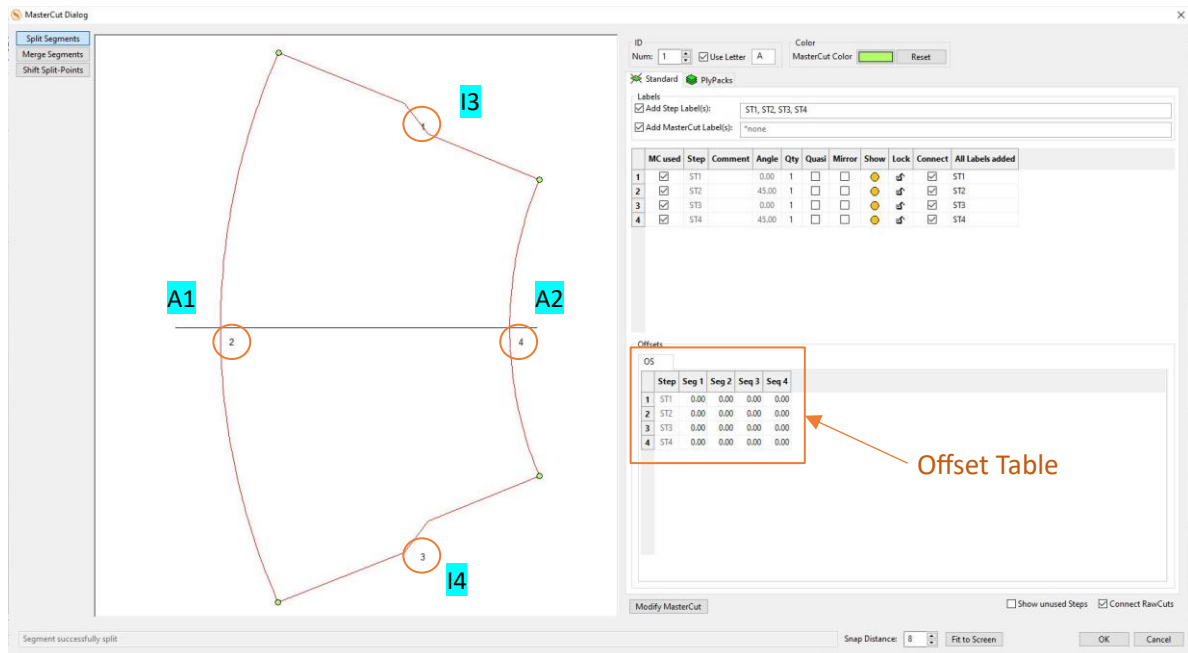 MasterCut Dialog
Split Segments
Merge Segments
Shift Split-Points
I3
1
A1
A2
2
4
3
I4
ID
Num: 1 Use Letter A
Color
MasterCut Color Reset
Standard PlyPacks
Labels
Add Step Label(s): ST1, ST2, ST3, ST4
Add MasterCut Label(s): *none
MC used Step Comment Angle Qty Quasi Mirror Show Lock Connect All Labels added
1 ST1 0.00 1 ST1
2 ST2 45.00 1 ST2
3 ST3 0.00 1 ST3
4 ST4 45.00 1 ST4
Offsets
OS
Step Seg 1 Seg 2 Seq 3 Seq 4
1 ST1 0.00 0.00 0.00 0.00
2 ST2 0.00 0.00 0.00 0.00
3 ST3 0.00 0.00 0.00 0.00
4 ST4 0.00 0.00 0.00 0.00
Offset Table
Modify MasterCut Show unused Steps Connect RawCuts
Segment successfully split Snap Distance: 8 Fit to Screen OK Cancel